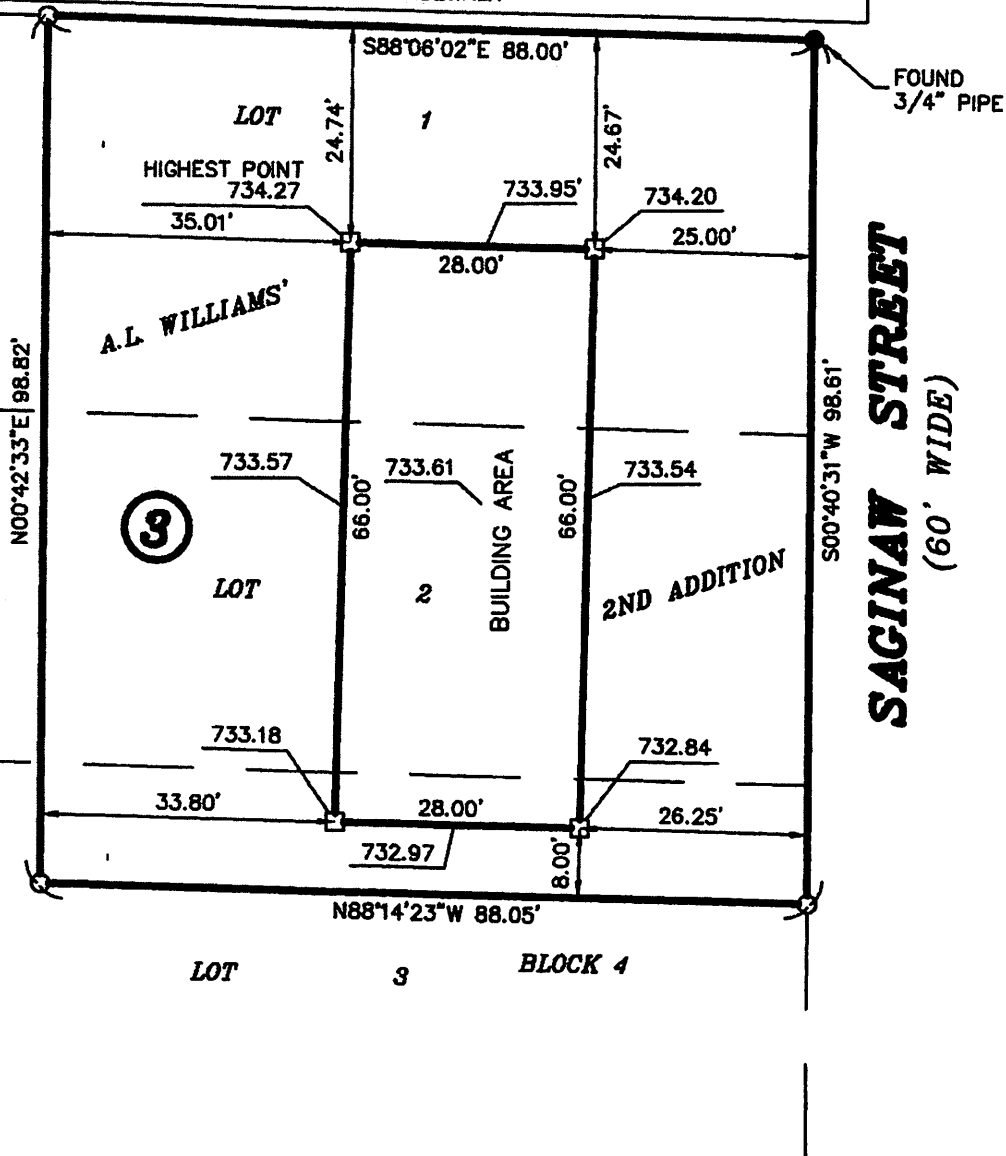 S88°06'02"E 88.00'
FOUND
3/4" PIPE
LOT 1
24.74'
24.67'
HIGHEST POINT
734.27
733.95'
734.20
35.01'
25.00'
28.00'
A.L. WILLIAMS'
N00°42'33"E 98.82'
S00°40'31"W 98.61'
SAGINAW STREET
(60' WIDE)
733.57
733.61
733.54
66.00'
BUILDING AREA
66.00'
3
LOT 2
2ND ADDITION
733.18
732.84
33.80'
28.00'
26.25'
732.97
8.00'
N88°14'23"W 88.05'
LOT 3 BLOCK 4